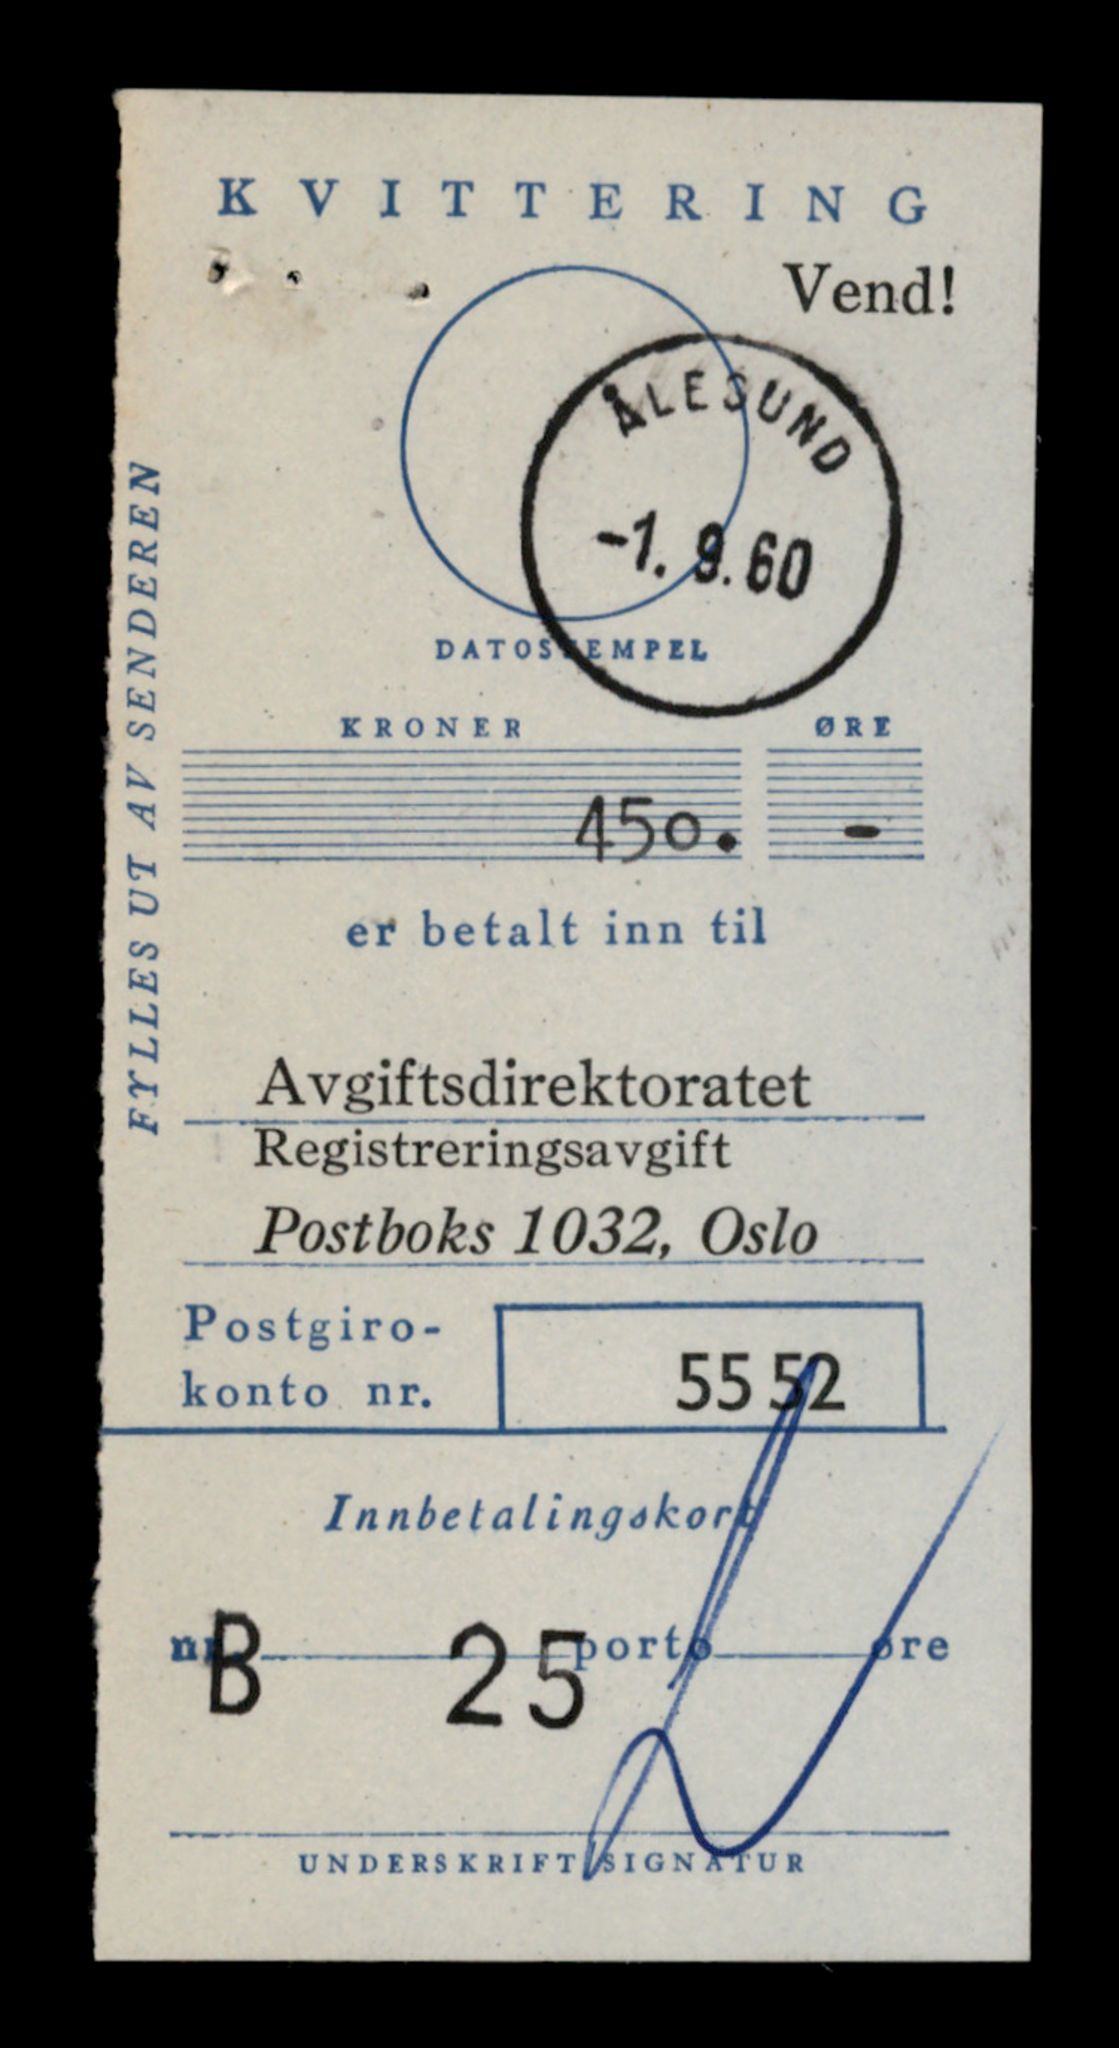 KVITTERING
Vend!
ÅLESUND
-1. 9. 60
DATOSTEMPEL
FYLLES UT AV SENDEREN
KRONER ØRE
450. -
er betalt inn til
Avgiftsdirektoratet
Registreringsavgift
Postboks 1032, Oslo
Postgiro-
konto nr. 5552
Innbetalingskort
nr. B 25 porto øre
UNDERSKRIFT SIGNATUR